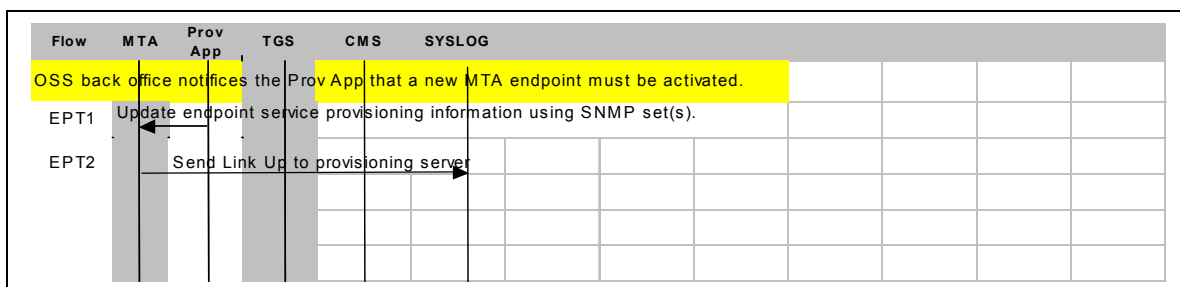 Flow MTA Prov App TGS CMS SYSLOG
OSS back office notifices the Prov App that a new MTA endpoint must be activated.
EPT1 Update endpoint service provisioning information using SNMP set(s).
EPT2 Send Link Up to provisioning server